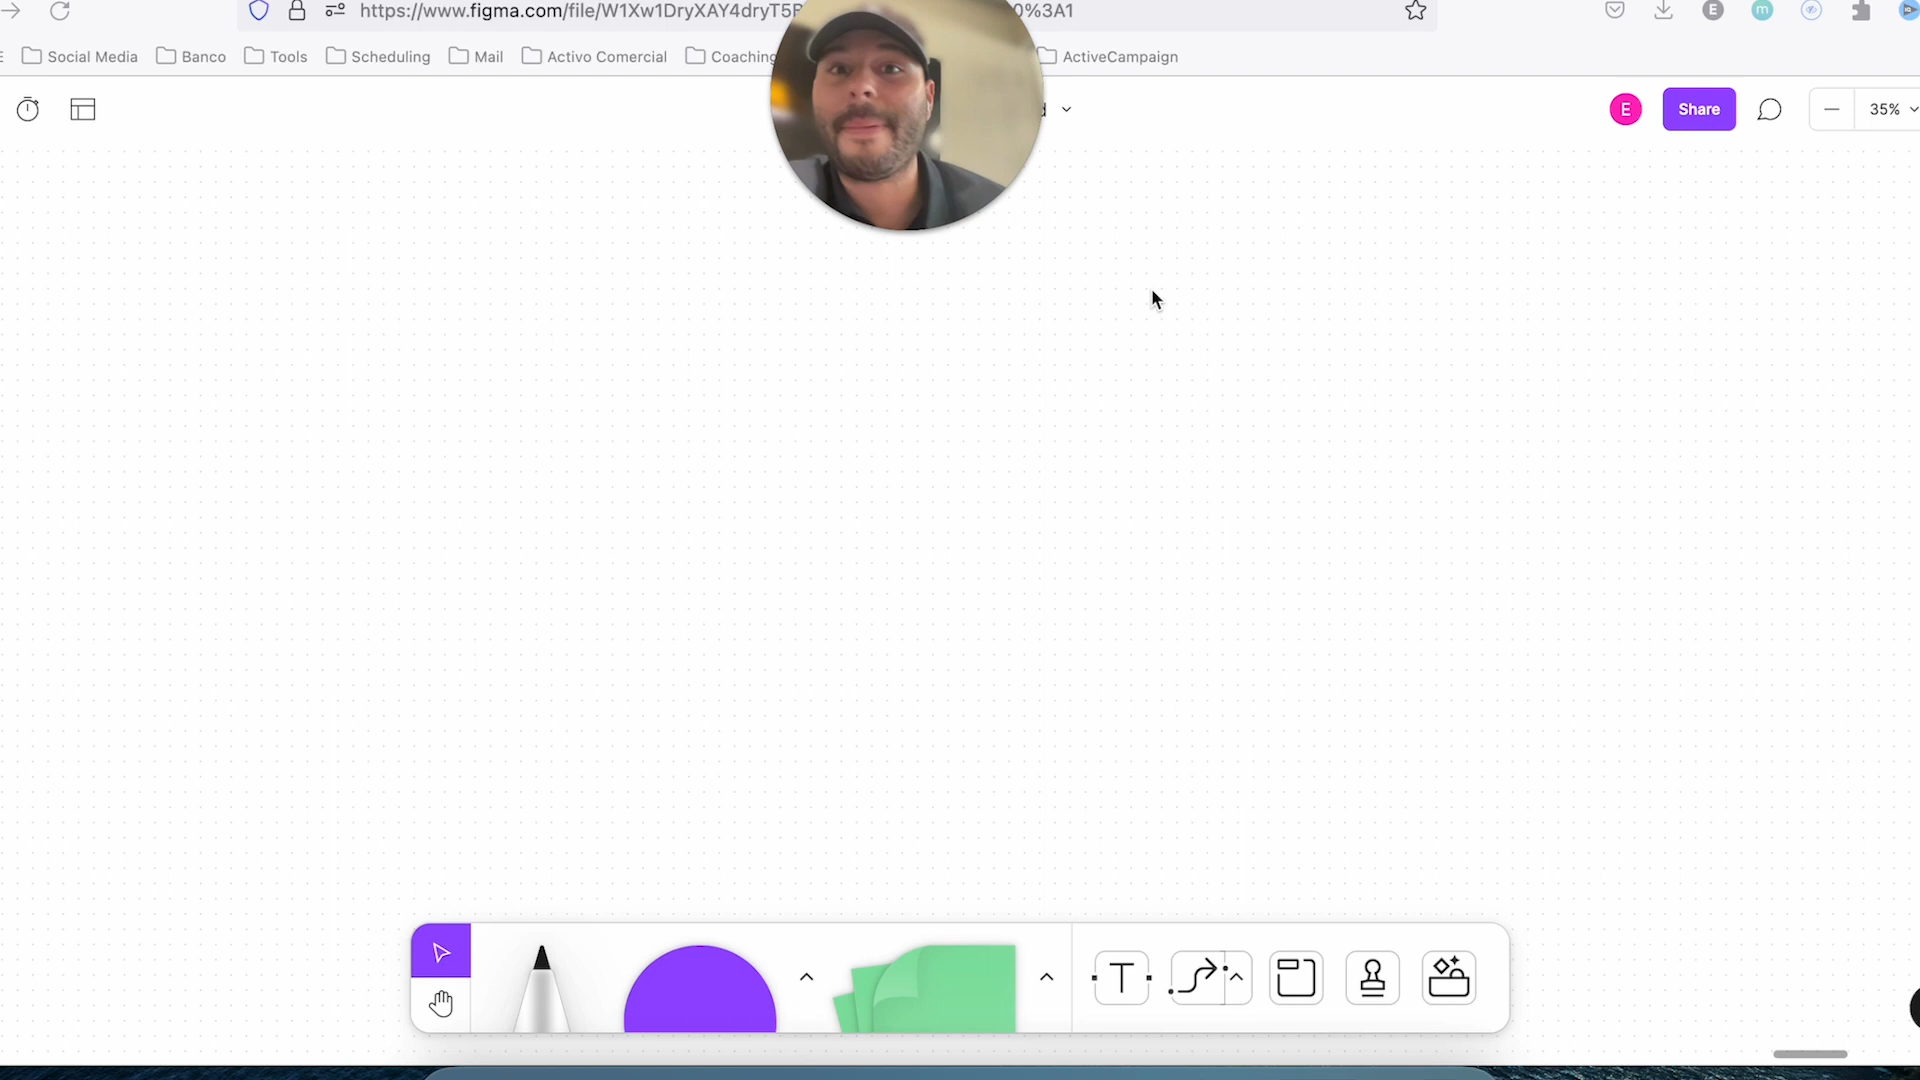 https://www.figma.com/file/W1Xw1DryXAY4dryT5 0%3A1
E
m
Social Media
Banco
Tools
Scheduling
Mail
Activo Comercial
Coaching
ActiveCampaign
E
Share
35%
T